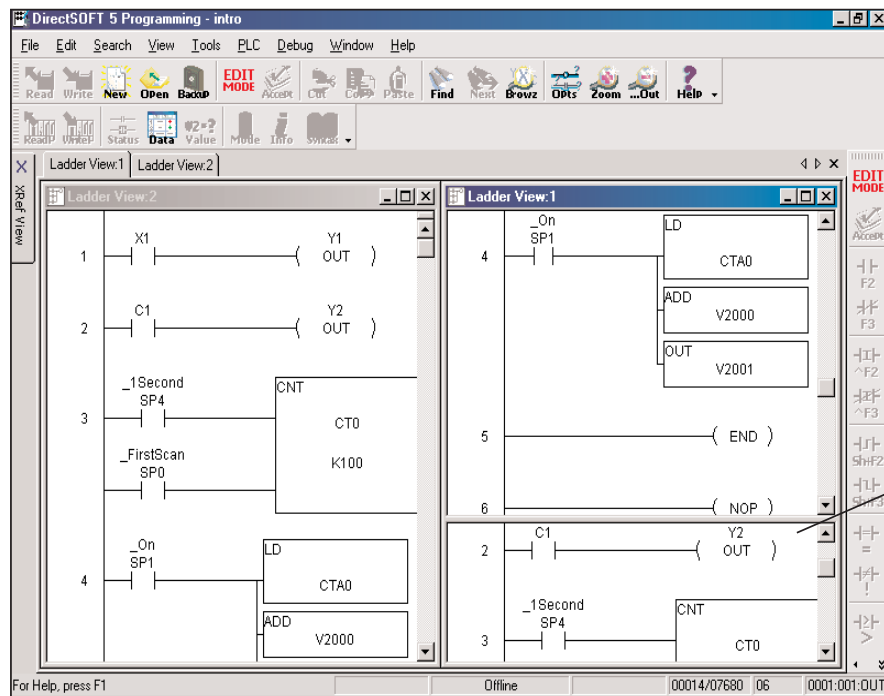 DirectSOFT 5 Programming - intro
File Edit Search View Tools PLC Debug Window Help
Read Write New Open Backup EDIT MODE Accept Cut Copy Paste Find Next Browz Opts Zoom ...Out Help
ReadP WriteP Status Data Value Mode Info Syntax
#2=?
Ladder View:1 Ladder View:2
XRef View
Ladder View:2
1 X1 Y1
OUT
2 C1 Y2
OUT
_1Second
SP4
CNT
3
CT0
_FirstScan
SP0
K100
_On
SP1
LD
4
CTA0
ADD
V2000
Ladder View:1
_On
SP1
LD
4
CTA0
ADD
V2000
OUT
V2001
5 ( END )
6 ( NOP )
C1 Y2
2 OUT
_1Second
SP4
CNT
3
CT0
EDIT
MODE
Accept
F2
F3
^F2
^F3
Sh+F2
Sh+F3
=
!
>
For Help, press F1 Offline 00014/07680 06 0001:001:OUT